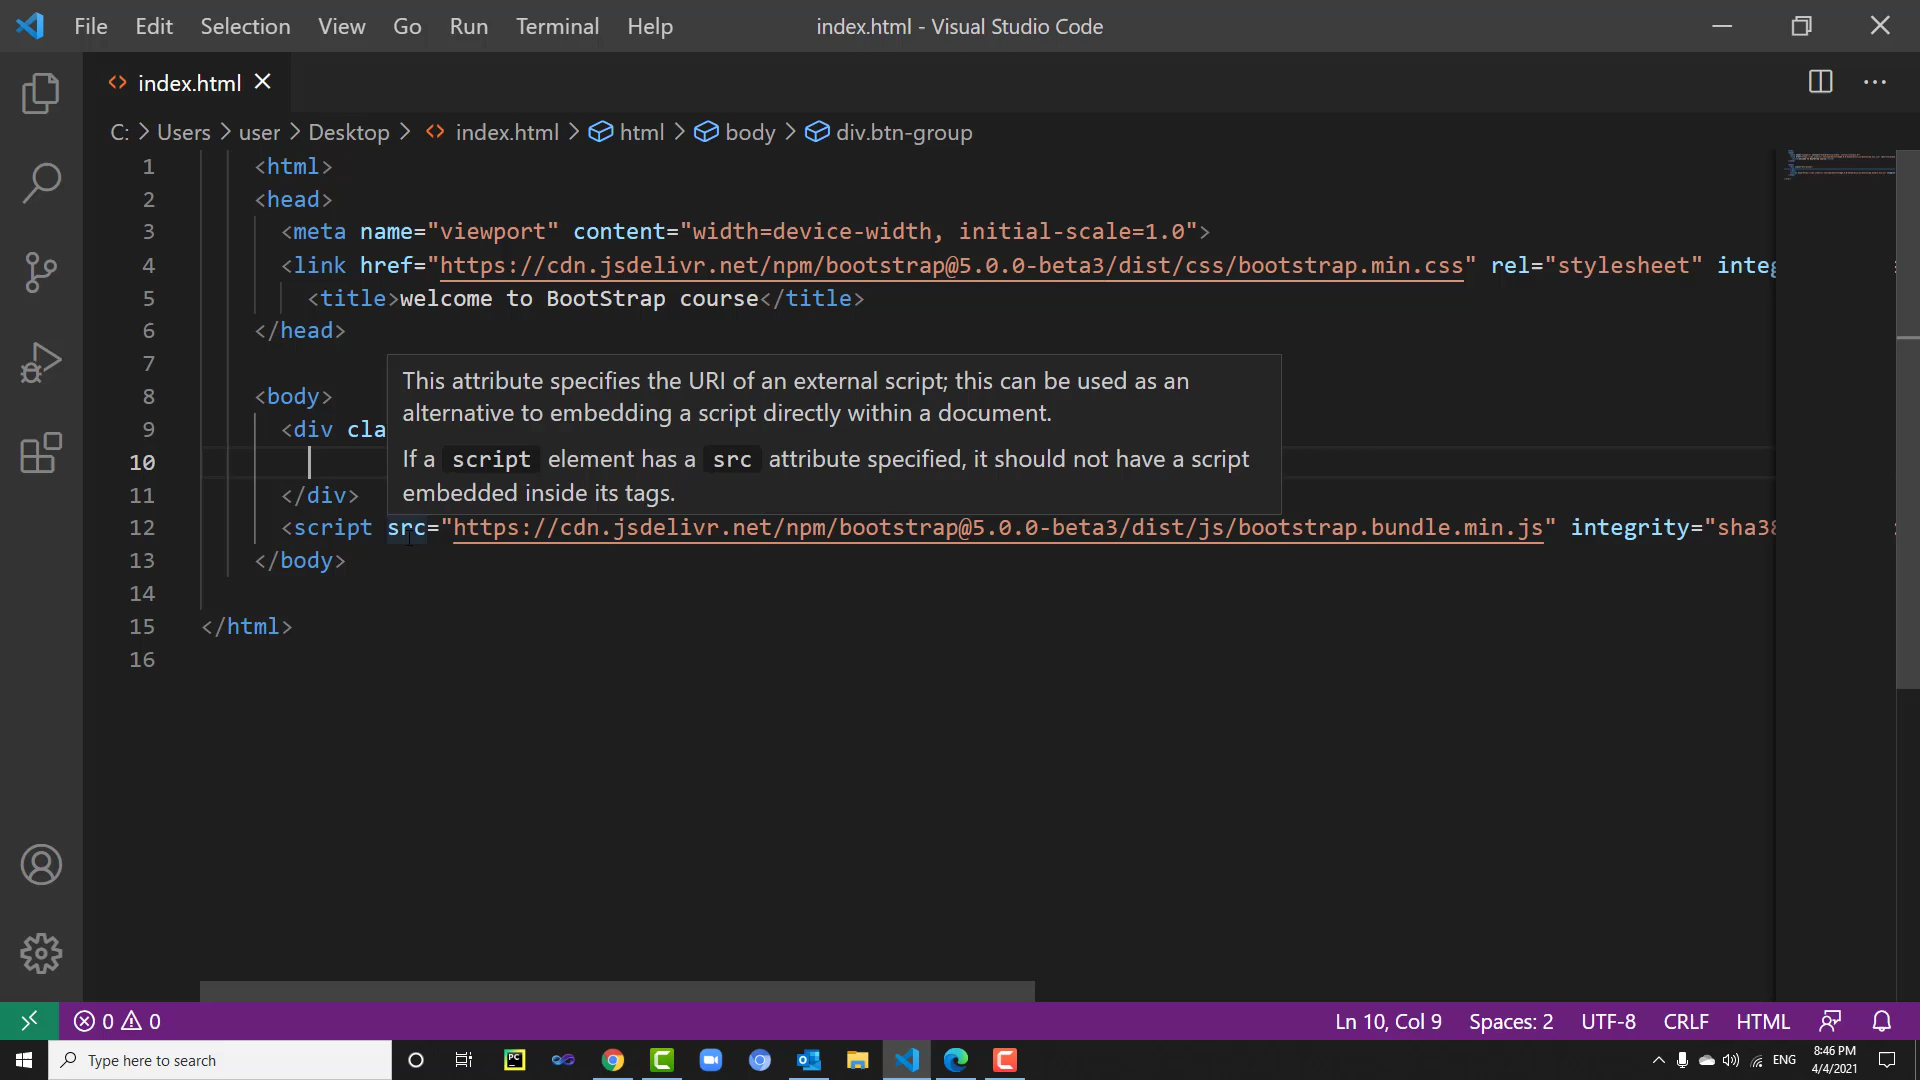 File Edit Selection View Go Run Terminal Help index.html - Visual Studio Code
index.html
C: > Users > user > Desktop > index.html > html > body > div.btn-group
1 <html>
2 <head>
3 <meta name="viewport" content="width=device-width, initial-scale=1.0">
4 <link href="https://cdn.jsdelivr.net/npm/bootstrap@5.0.0-beta3/dist/css/bootstrap.min.css" rel="stylesheet" integ
5 <title>welcome to BootStrap course</title>
6 </head>
7
This attribute specifies the URI of an external script; this can be used as an
8 <body>
alternative to embedding a script directly within a document.
9 <div cla
If a script element has a src attribute specified, it should not have a script
10
embedded inside its tags.
11 </div>
12 <script src="https://cdn.jsdelivr.net/npm/bootstrap@5.0.0-beta3/dist/js/bootstrap.bundle.min.js" integrity="sha38
13 </body>
14
15 </html>
16
0 0 Ln 10, Col 9 Spaces: 2 UTF-8 CRLF HTML
Type here to search PC ENG 8:46 PM
4/4/2021